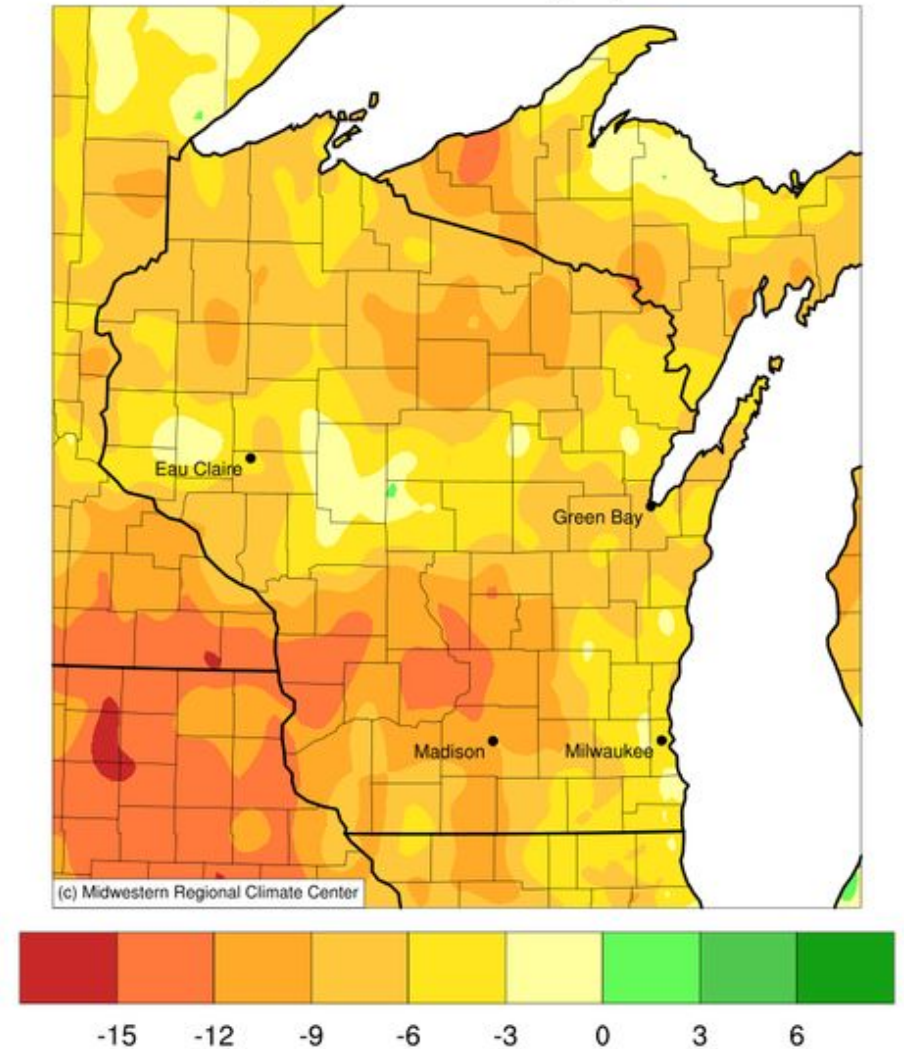 Eau Claire
Green Bay
Madison
Milwaukee
(c) Midwestern Regional Climate Center
-15 -12 -9 -6 -3 0 3 6